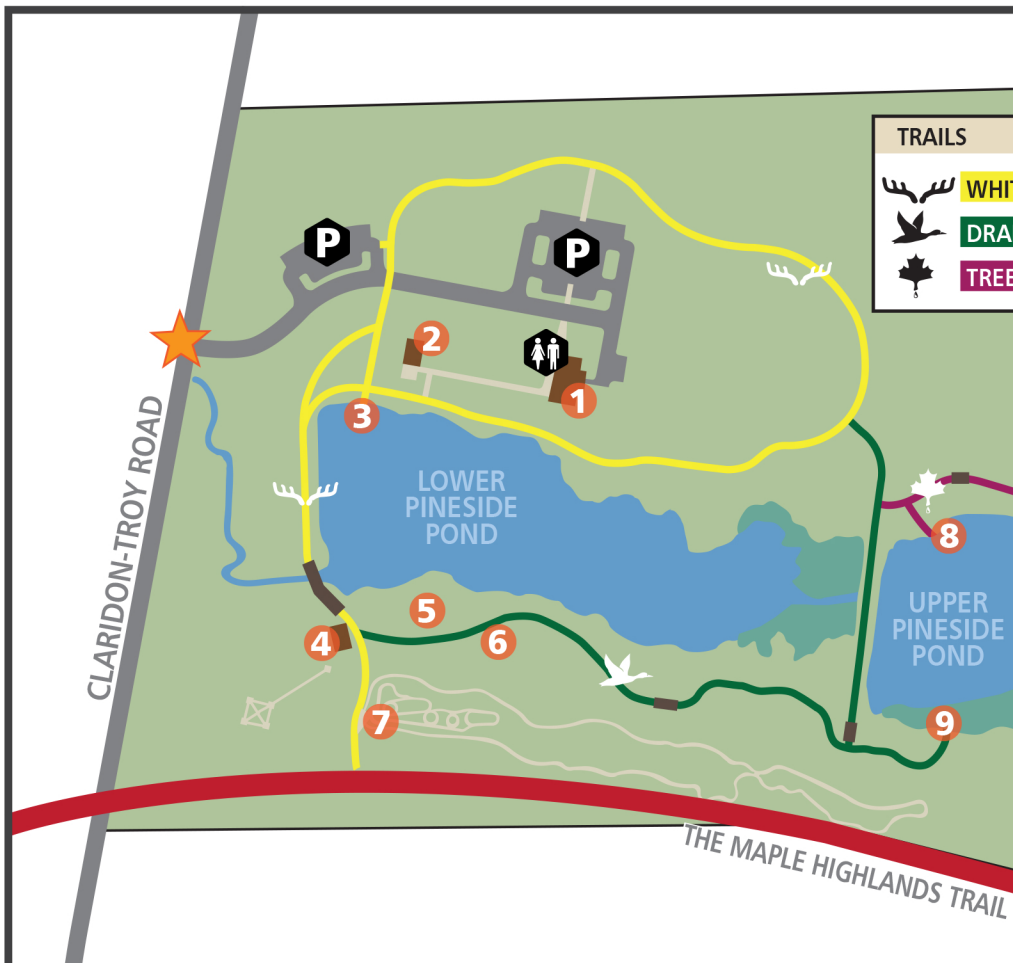 TRAILS
WHIT
DRA
TREE
P
P
2
1
3
CLARIDON-TROY ROAD
LOWER
PINESIDE
POND
8
5
UPPER
PINESIDE
POND
4
6
7
9
THE MAPLE HIGHLANDS TRAIL